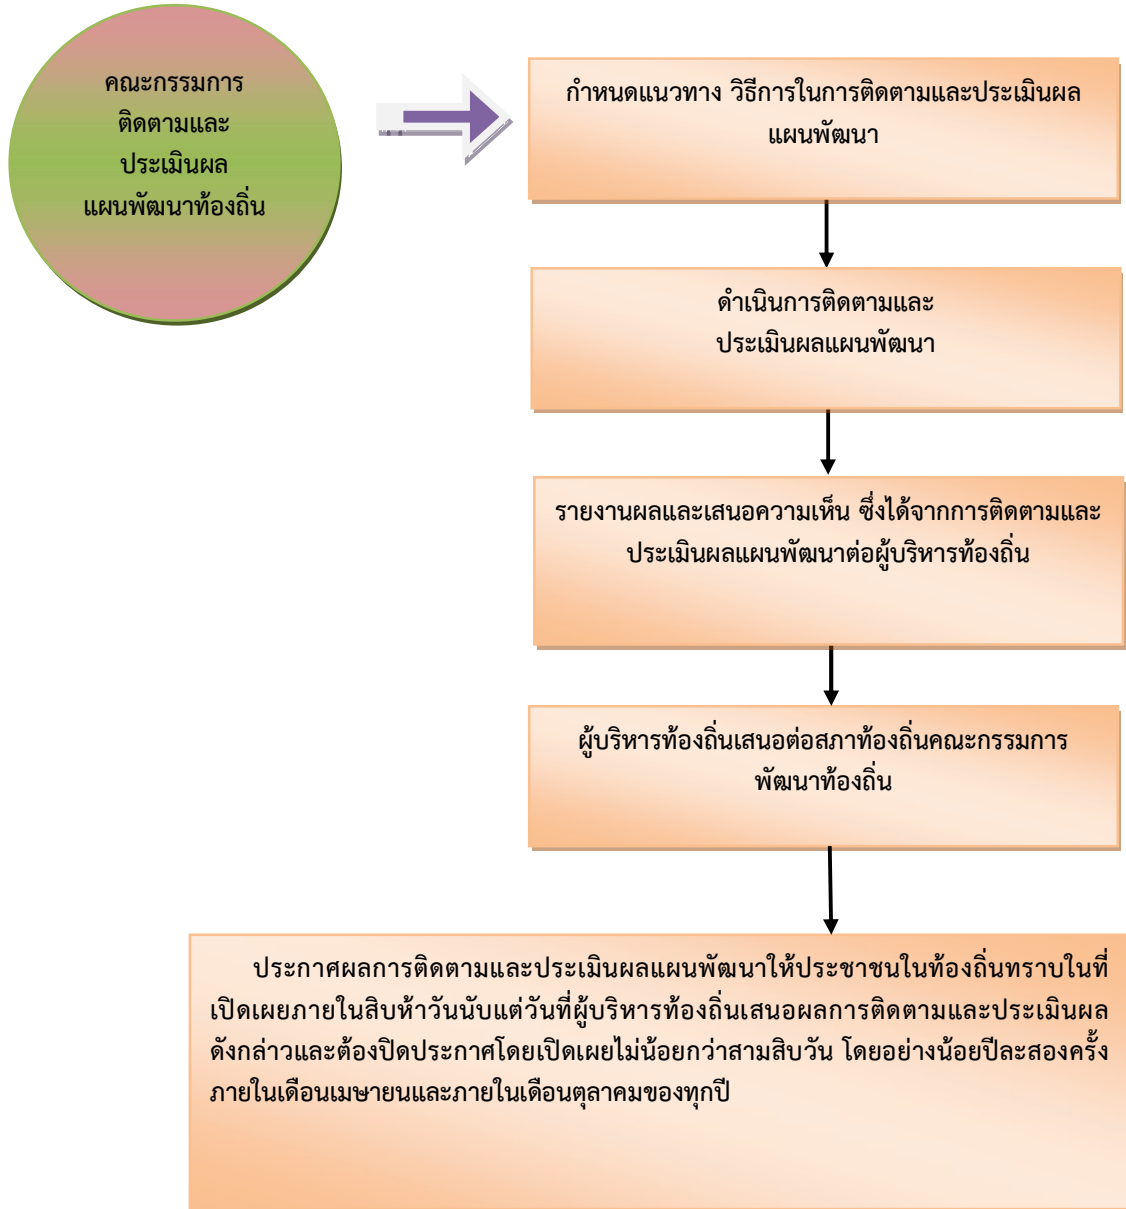 คณะกรรมการ
ติดตามและ
ประเมินผล
แผนพัฒนาท้องถิ่น
กำหนดแนวทาง วิธีการในการติดตามและประเมินผล
แผนพัฒนา
ดำเนินการติดตามและ
ประเมินผลแผนพัฒนา
รายงานผลและเสนอความเห็น ซึ่งได้จากการติดตามและ
ประเมินผลแผนพัฒนาต่อผู้บริหารท้องถิ่น
ผู้บริหารท้องถิ่นเสนอต่อสภาท้องถิ่นคณะกรรมการ
พัฒนาท้องถิ่น
ประกาศผลการติดตามและประเมินผลแผนพัฒนาให้ประชาชนในท้องถิ่นทราบในที่
เปิดเผยภายในสิบห้าวันนับแต่วันที่ผู้บริหารท้องถิ่นเสนอผลการติดตามและประเมินผล
ดังกล่าวและต้องปิดประกาศโดยเปิดเผยไม่น้อยกว่าสามสิบวัน โดยอย่างน้อยปีละสองครั้ง
ภายในเดือนเมษายนและภายในเดือนตุลาคมของทุกปี